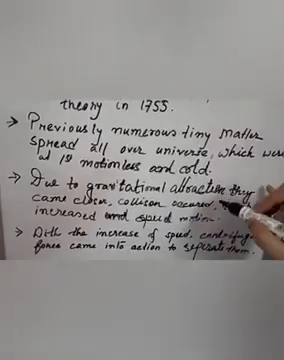 theory in 1755.
→ Previously numerous tiny matter
spread all over universe, which were
at 1st motionless and cold.
→ Due to gravitational attraction they
came closer, collision occured,
increased and speed motion.
→ With the increase of speed, centrifugal
force came into action to separate them.